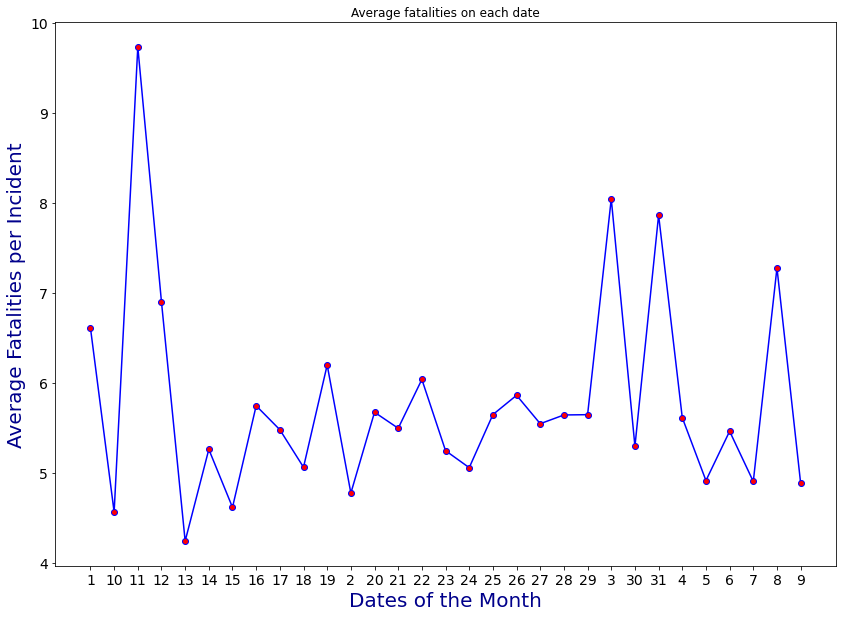 Average fatalities on each date
10
9
8
7
6
5
4
Average Fatalities per Incident
1 10 11 12 13 14 15 16 17 18 19 2 20 21 22 23 24 25 26 27 28 29 3 30 31 4 5 6 7 8 9
Dates of the Month